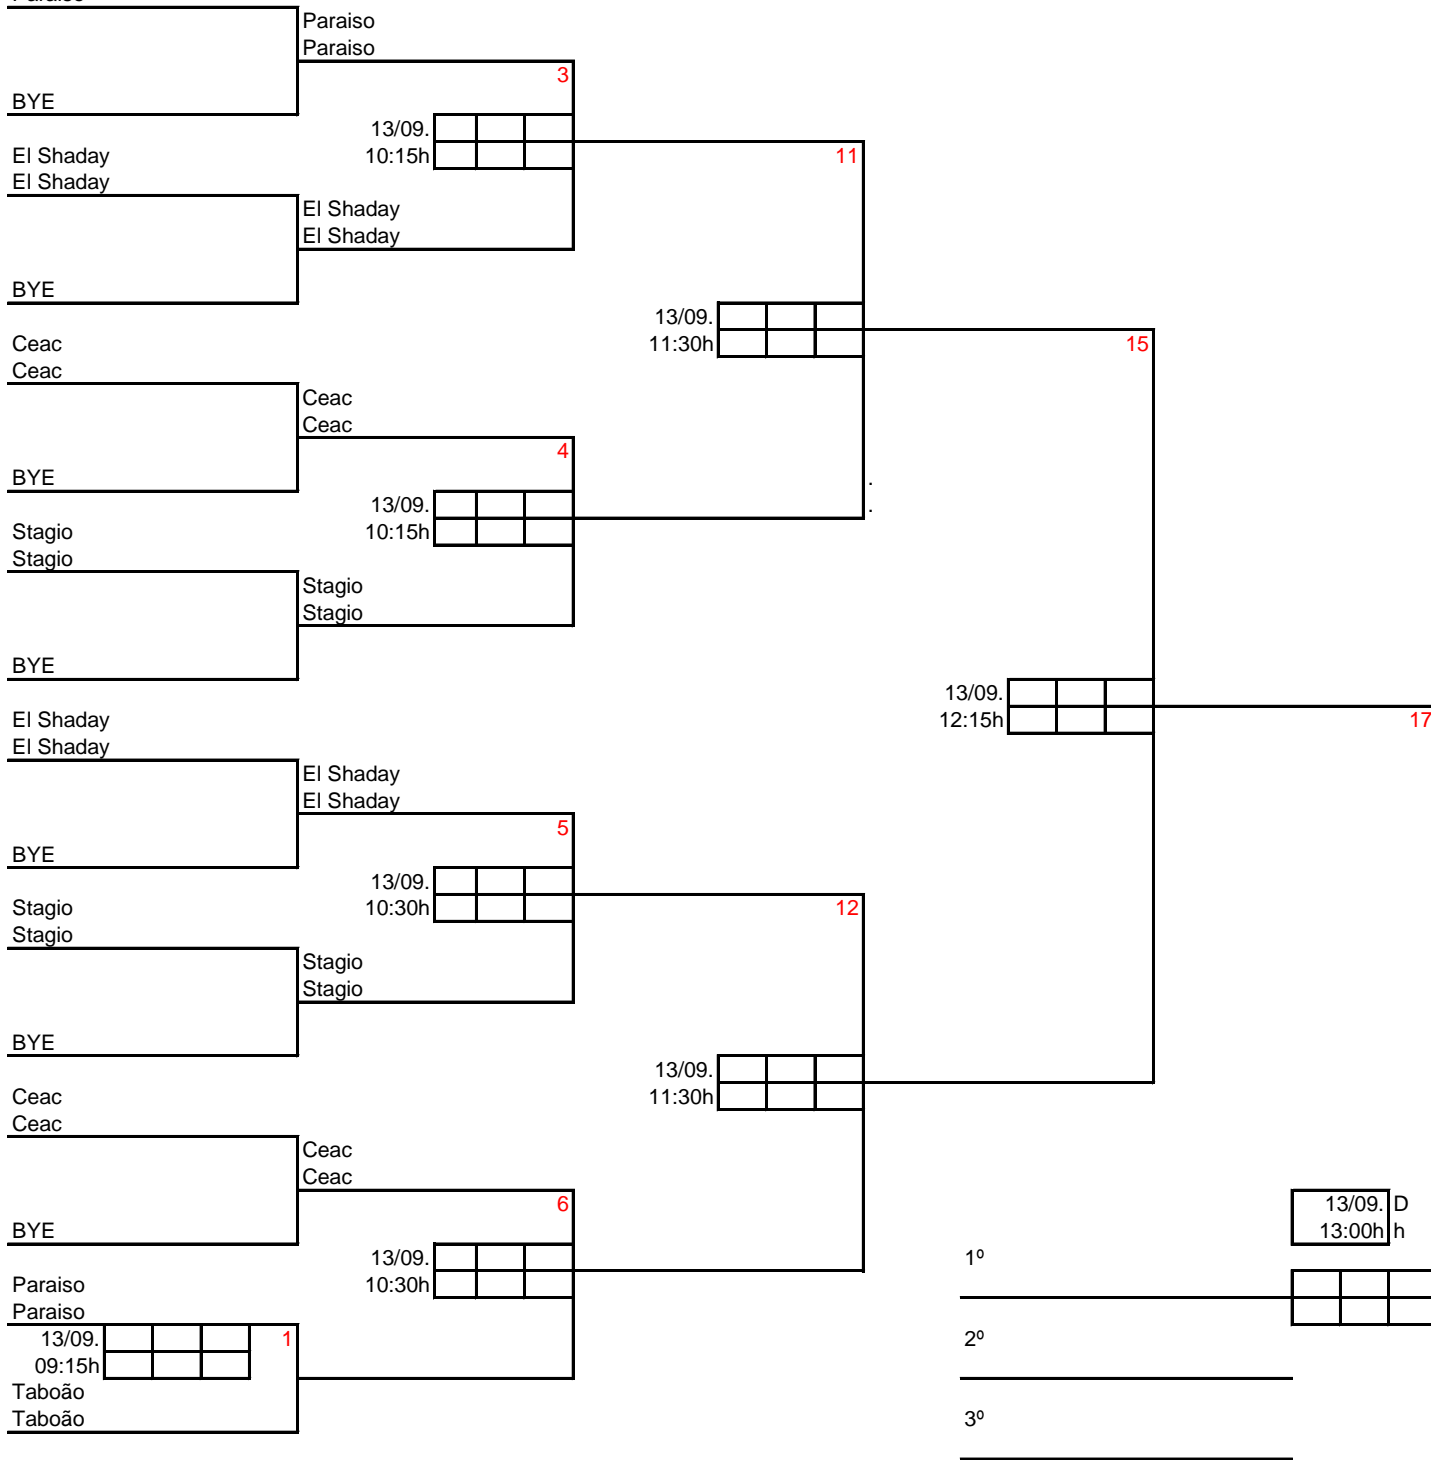 Paraiso
Paraiso
Paraiso
3
BYE
13/09.
El Shaday
10:15h
11
El Shaday
El Shaday
El Shaday
BYE
13/09.
Ceac
11:30h
15
Ceac
Ceac
Ceac
4
BYE
.
13/09.
.
Stagio
10:15h
Stagio
Stagio
Stagio
BYE
13/09.
El Shaday
12:15h
17
El Shaday
El Shaday
El Shaday
5
BYE
13/09.
Stagio
10:30h
12
Stagio
Stagio
Stagio
BYE
13/09.
Ceac
11:30h
Ceac
Ceac
Ceac
6
13/09. D
BYE
13:00h h
13/09.
1º
Paraiso
10:30h
Paraiso
13/09.
1
2º
09:15h
Taboão
Taboão
3º